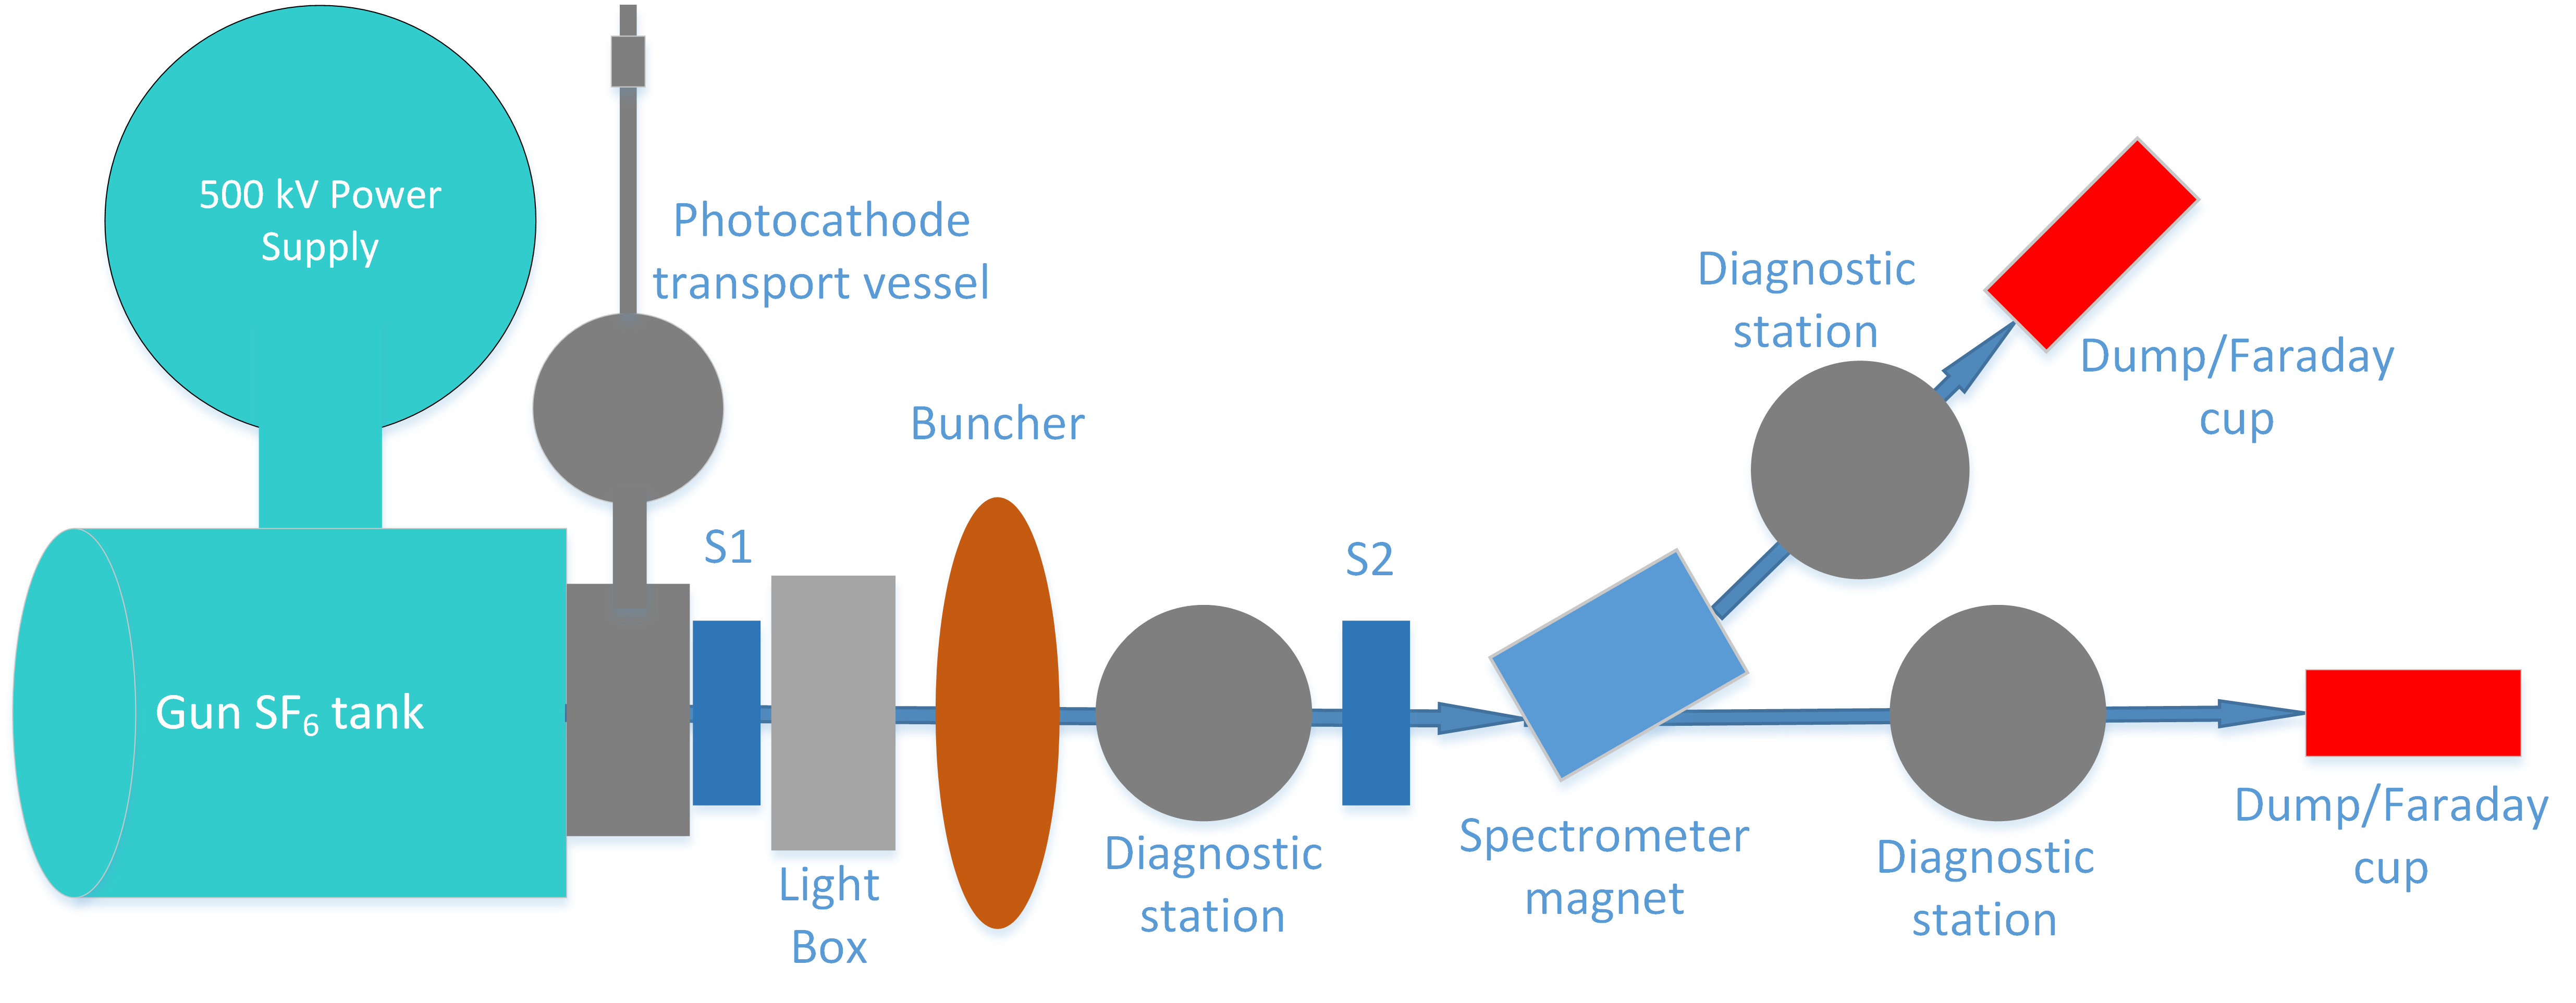 500 kV Power
Supply
Photocathode
transport vessel
Diagnostic
station
Dump/Faraday
cup
Buncher
S1
S2
Gun SF₆ tank
Light
Box
Diagnostic
station
Spectrometer
magnet
Diagnostic
station
Dump/Faraday
cup